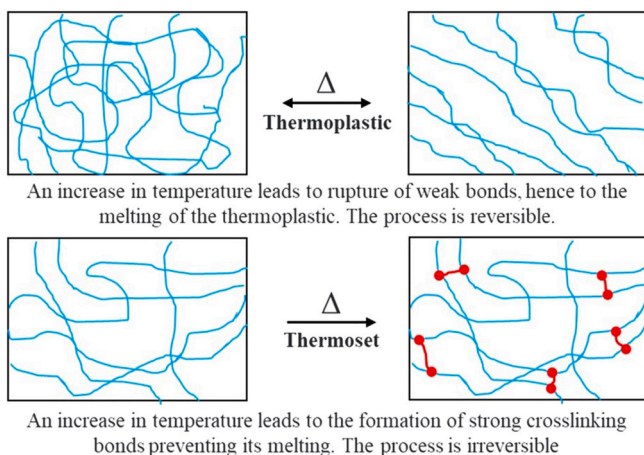 Δ
Thermoplastic
An increase in temperature leads to rupture of weak bonds, hence to the
melting of the thermoplastic. The process is reversible.
Δ
Thermoset
An increase in temperature leads to the formation of strong crosslinking
bonds preventing its melting. The process is irreversible